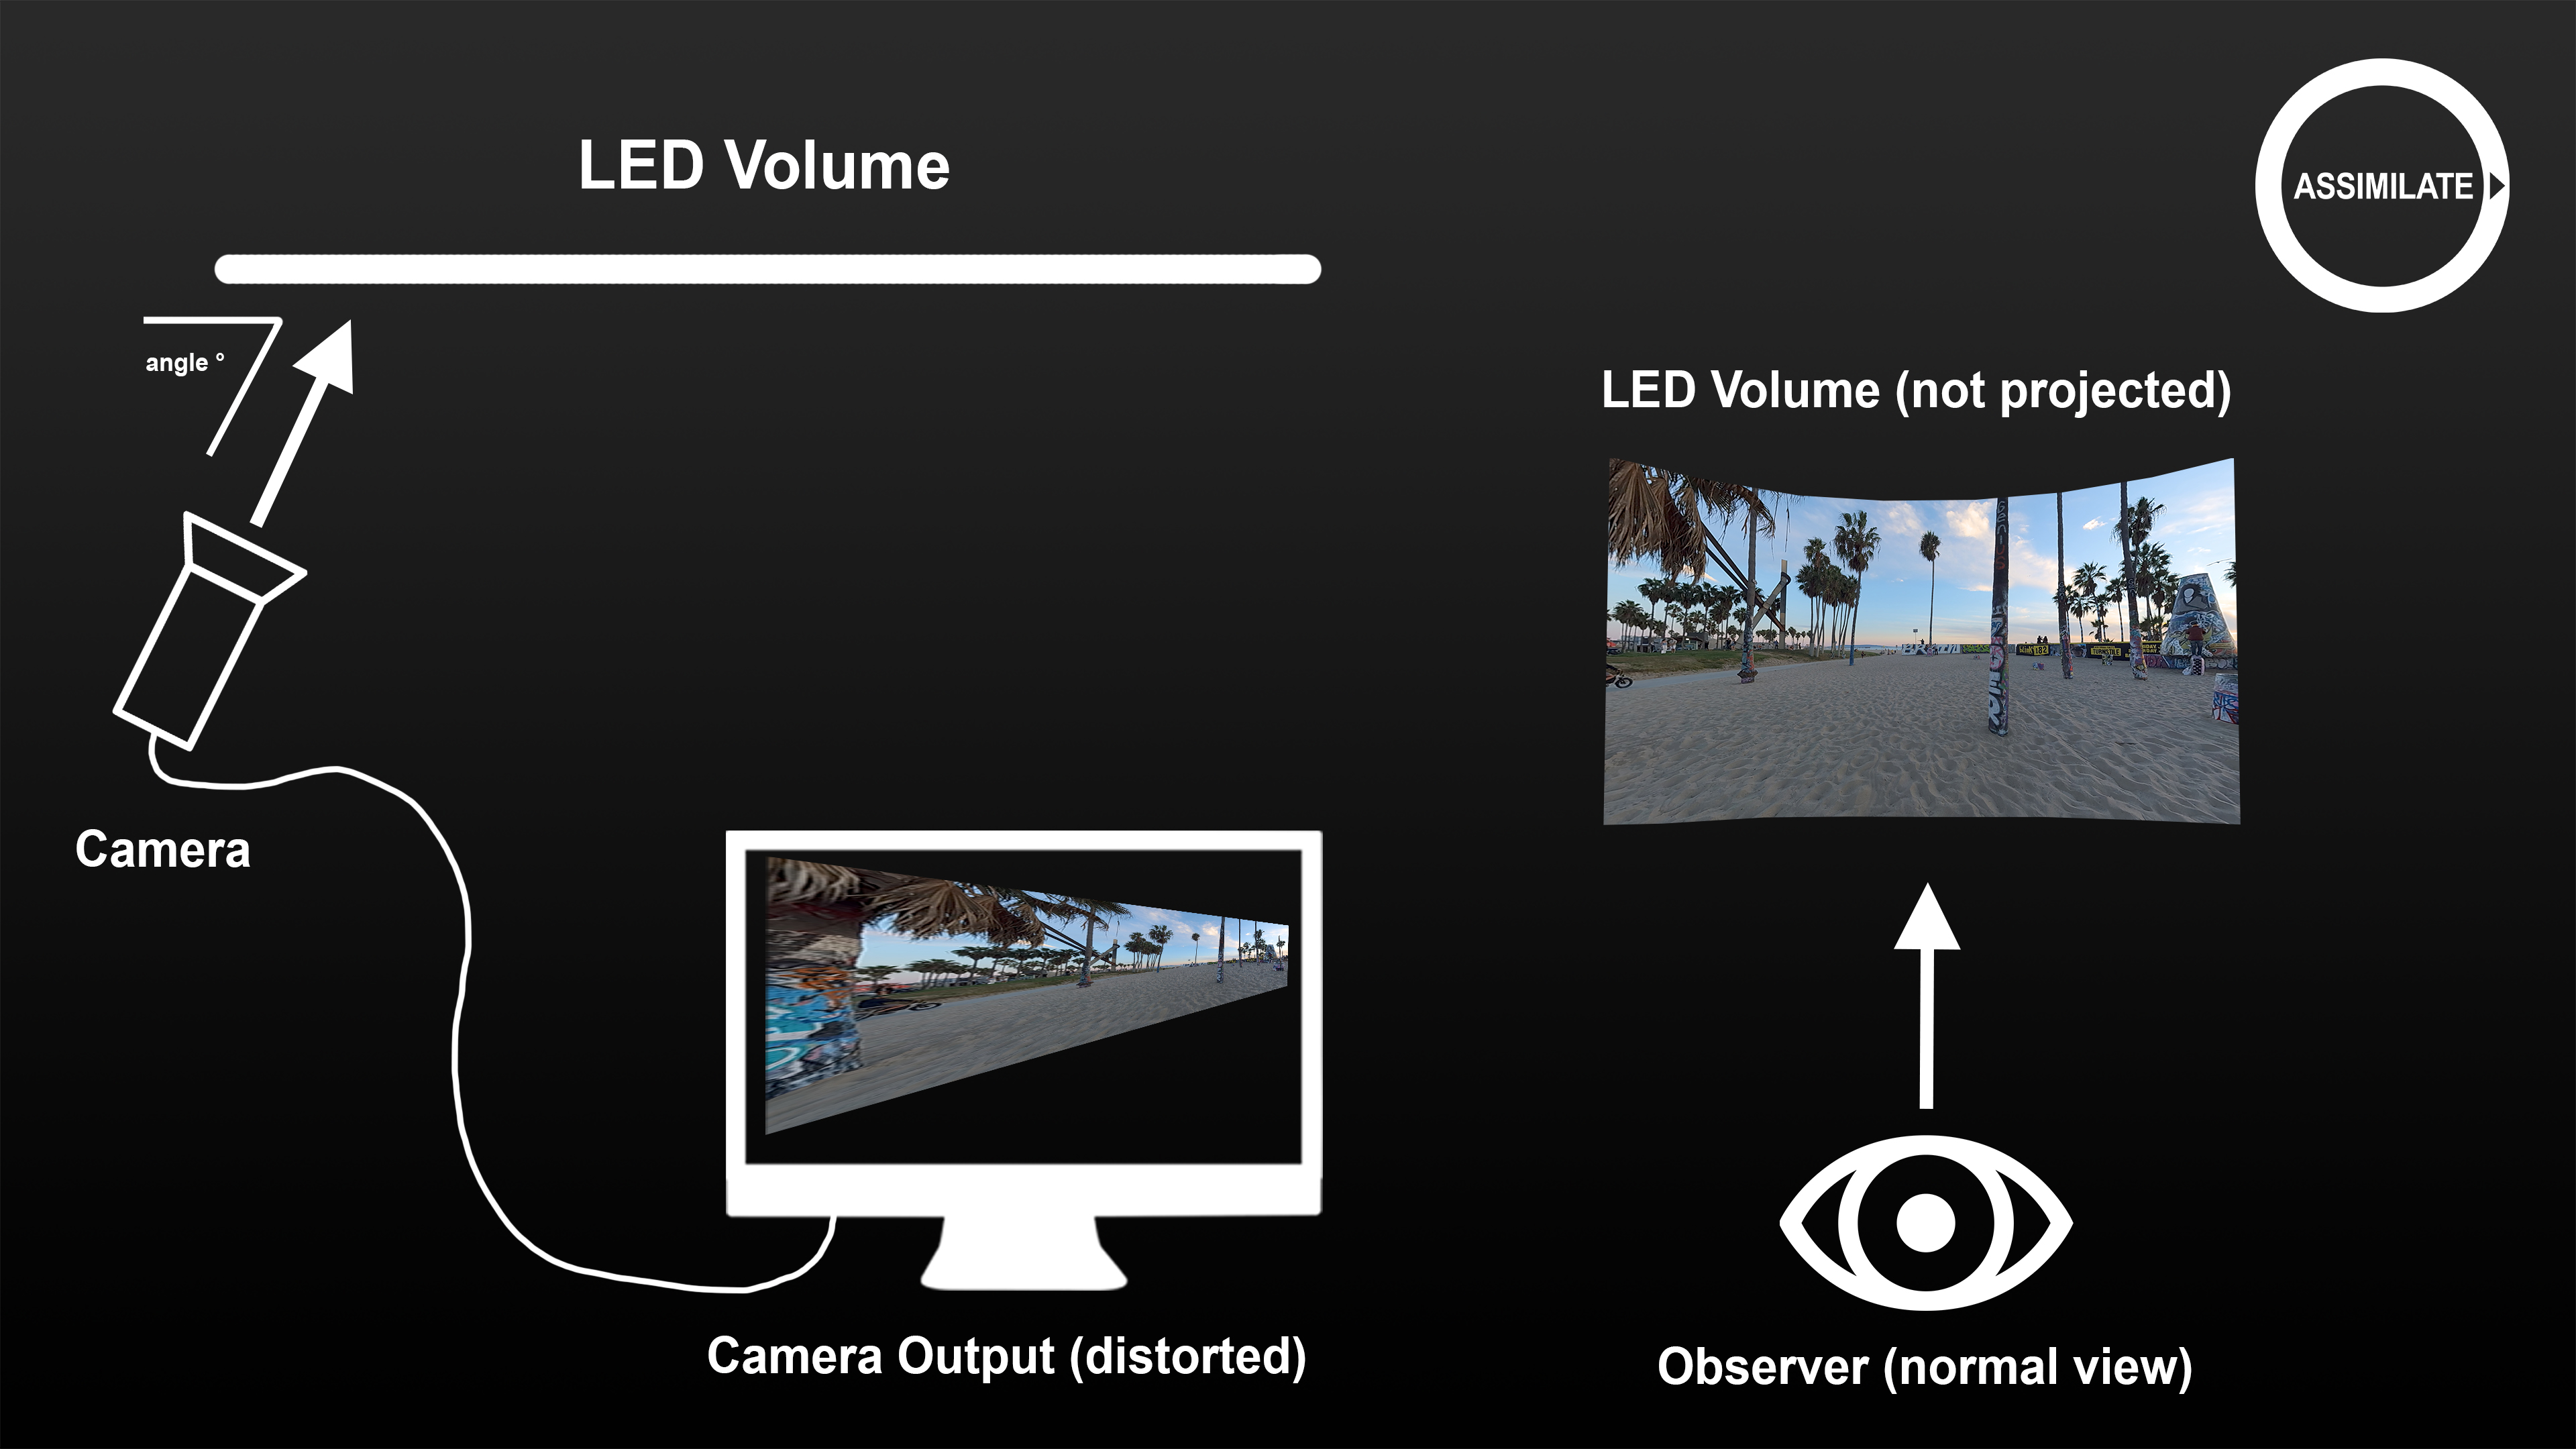 LED Volume
ASSIMILATE
angle °
LED Volume (not projected)
Camera
Camera Output (distorted)
Observer (normal view)